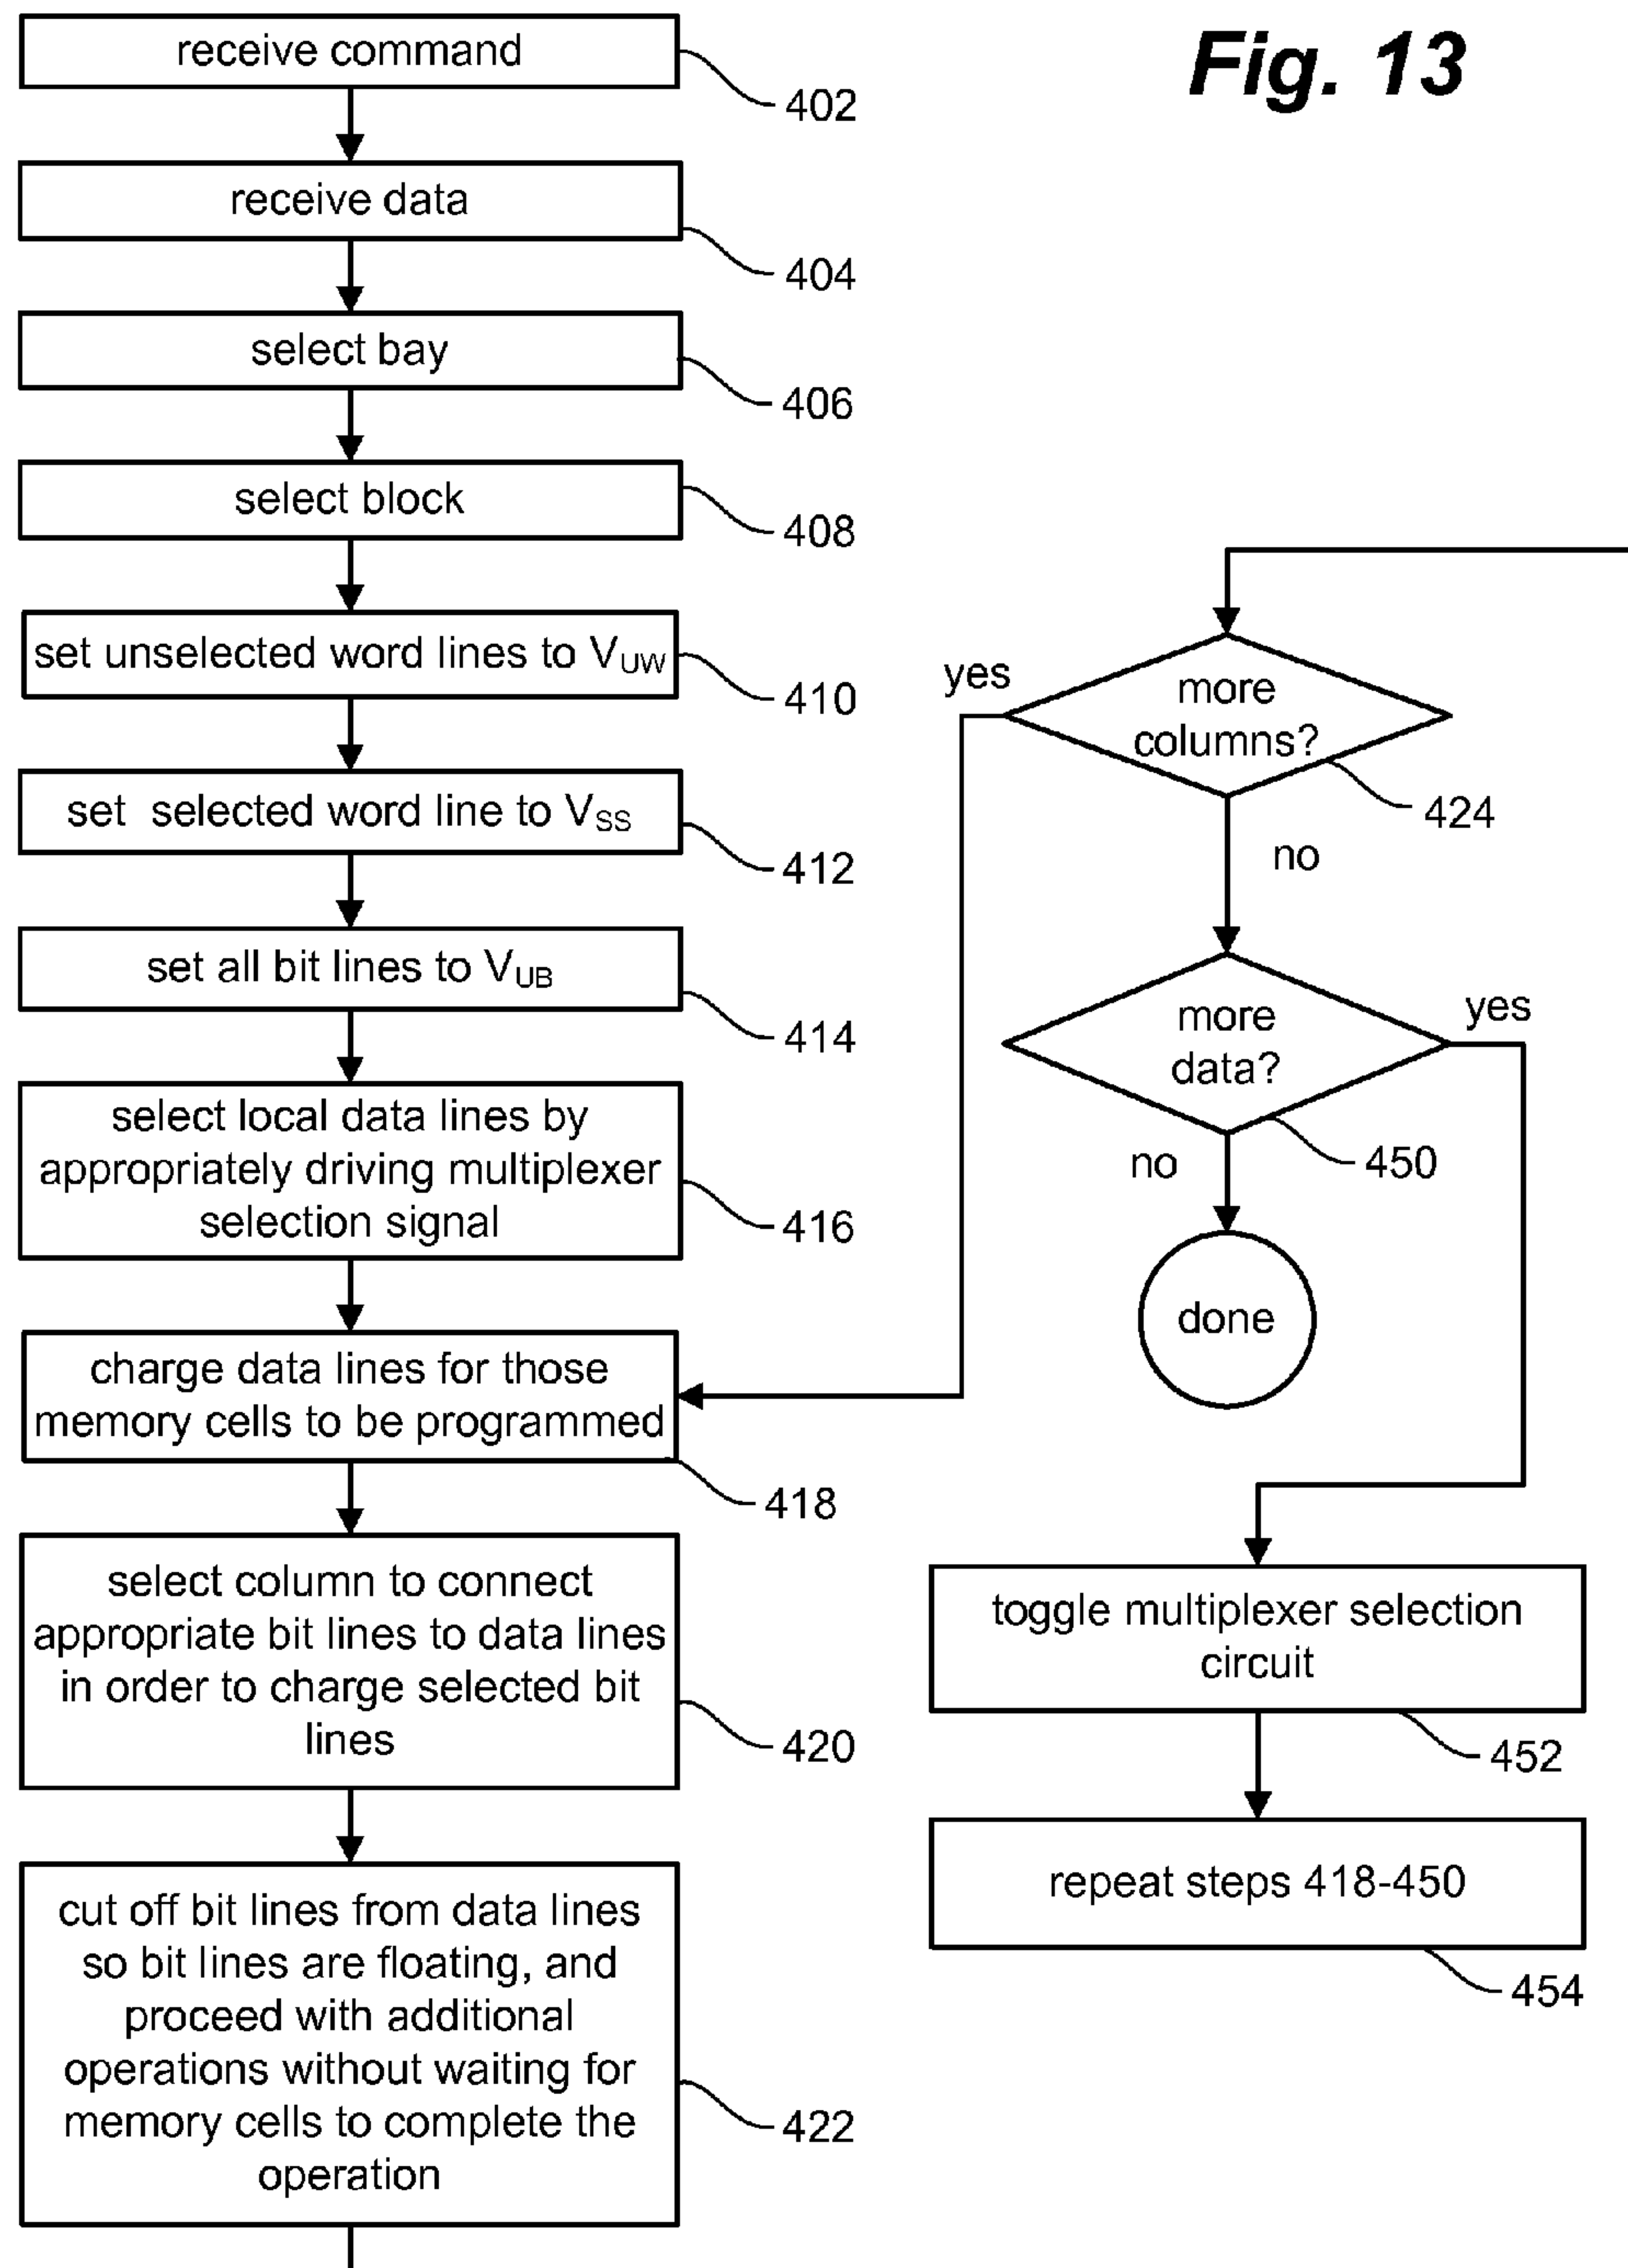 Fig. 13
receive command
402
receive data
404
select bay
406
select block
408
set unselected word lines to VUW
410
set selected word line to VSS
412
set all bit lines to VUB
414
select local data lines by
appropriately driving multiplexer
selection signal
416
charge data lines for those
memory cells to be programmed
418
select column to connect
appropriate bit lines to data lines
in order to charge selected bit
lines
420
cut off bit lines from data lines
so bit lines are floating, and
proceed with additional
operations without waiting for
memory cells to complete the
operation
422
more
columns?
yes
424
no
more
data?
yes
450
no
done
toggle multiplexer selection
circuit
452
repeat steps 418-450
454